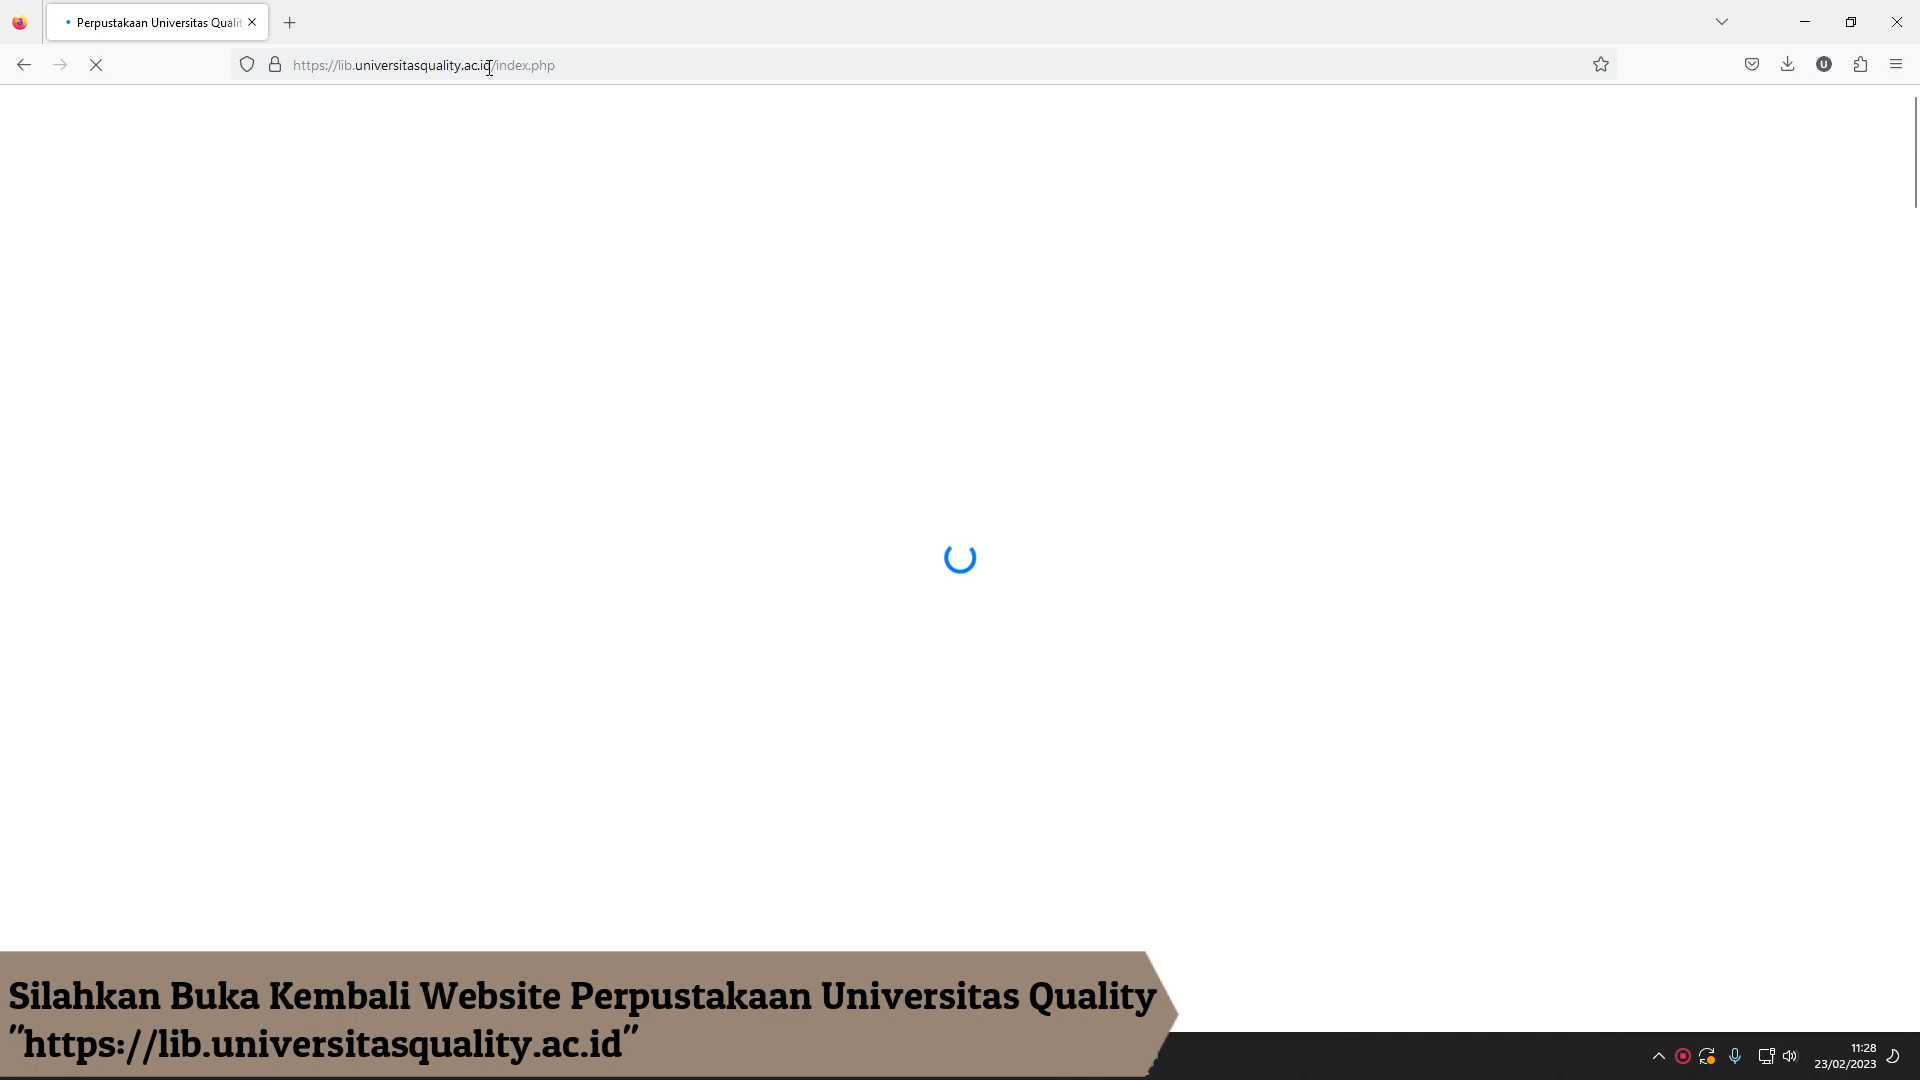 Perpustakaan Universitas Qualit
https://lib.universitasquality.ac.id/index.php
U
Silahkan Buka Kembali Website Perpustakaan Universitas Quality
"https://lib.universitasquality.ac.id"
11:28
23/02/2023